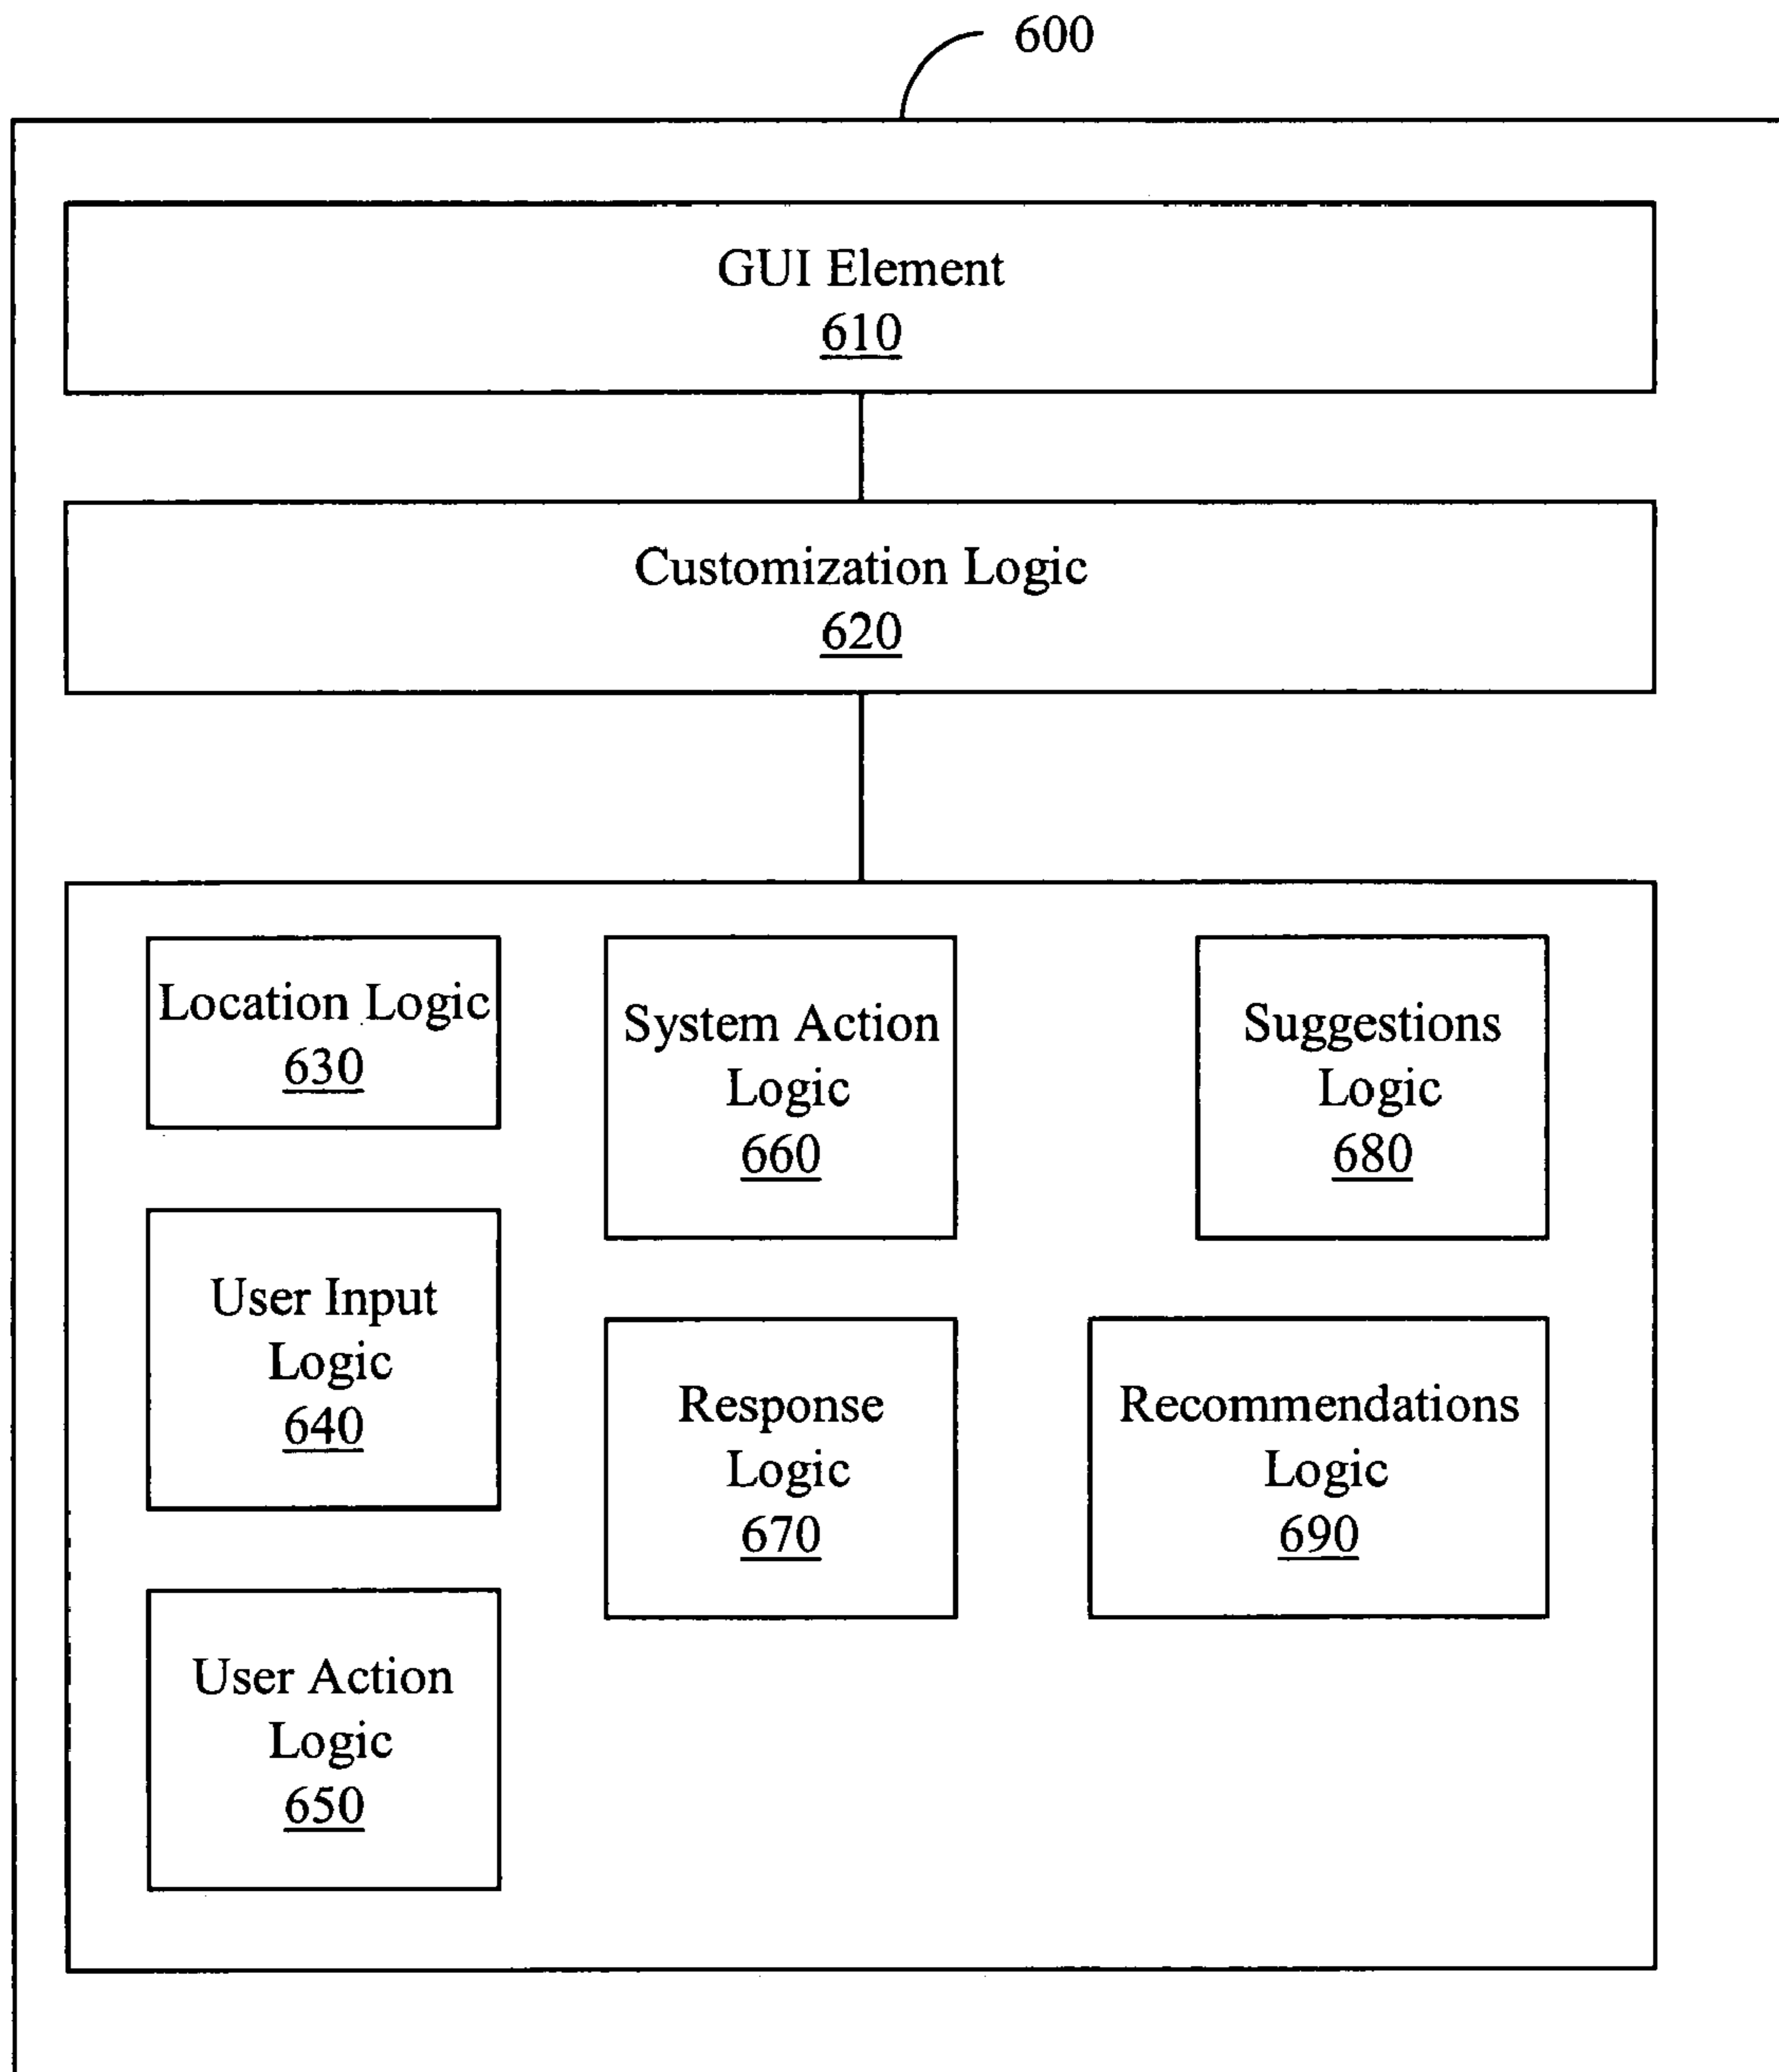 600
GUI Element
610
Customization Logic
620
Location Logic
630
User Input
Logic
640
User Action
Logic
650
System Action
Logic
660
Response
Logic
670
Suggestions
Logic
680
Recommendations
Logic
690